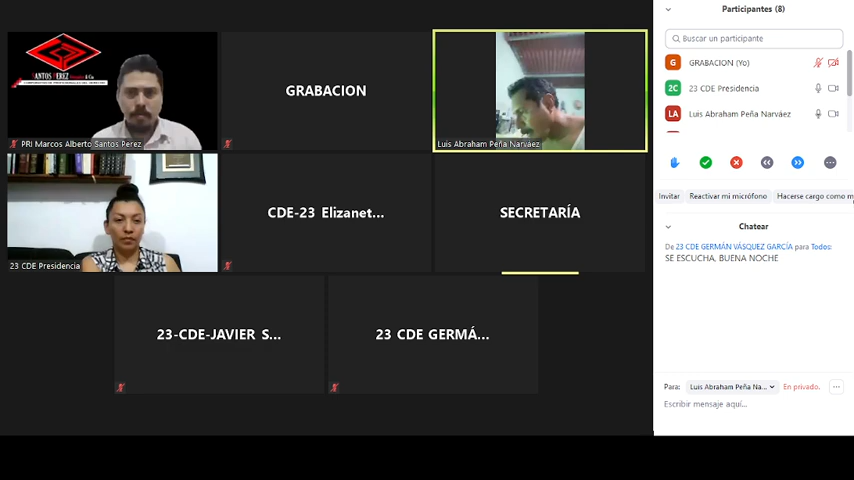 SANTOS PEREZ
PRI Marcos Alberto Santos Perez
GRABACION
Luis Abraham Peña Narváez
23 CDE Presidencia
CDE-23 Elizanet...
SECRETARÍA
23-CDE-JAVIER S...
23 CDE GERMÁ...
Participantes (8)
Buscar un participante
G GRABACION (Yo)
2C 23 CDE Presidencia
LA Luis Abraham Peña Narváez
Invitar Reactivar mi micrófono Hacerse cargo como m
Chatear
De 23 CDE GERMÁN VÁSQUEZ GARCÍA para Todos:
SE ESCUCHA, BUENA NOCHE
Para: Luis Abraham Peña Na... En privado.
Escribir mensaje aquí...